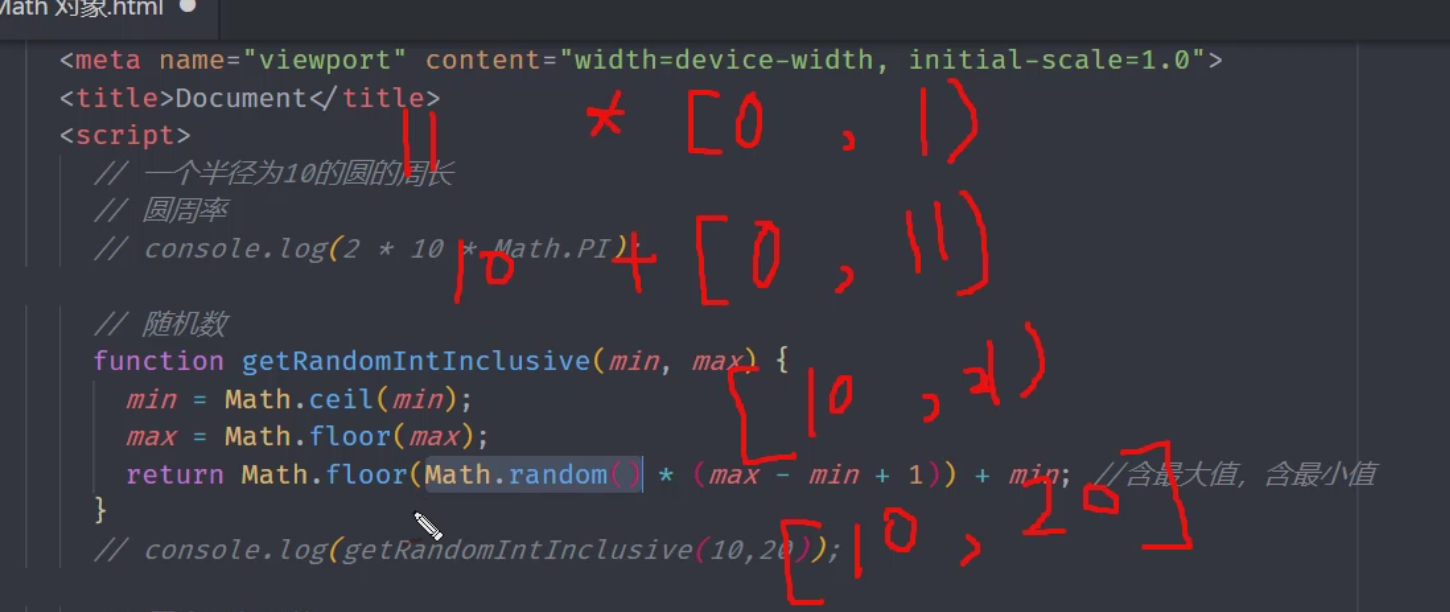 Math 对象.html
<meta name="viewport" content="width=device-width, initial-scale=1.0">
<title>Document</title>
11 * [0 , 1)
<script>
// 一个半径为10的圆的周长
// 圆周率
// console.log(2 * 10 * Math.PI);
10 + [0 , 11)
// 随机数
function getRandomIntInclusive(min, max) {
min = Math.ceil(min);
[10 , 21)
max = Math.floor(max);
return Math.floor(Math.random() * (max - min + 1)) + min; //含最大值，含最小值
}
[10 , 20]
// console.log(getRandomIntInclusive(10,20));